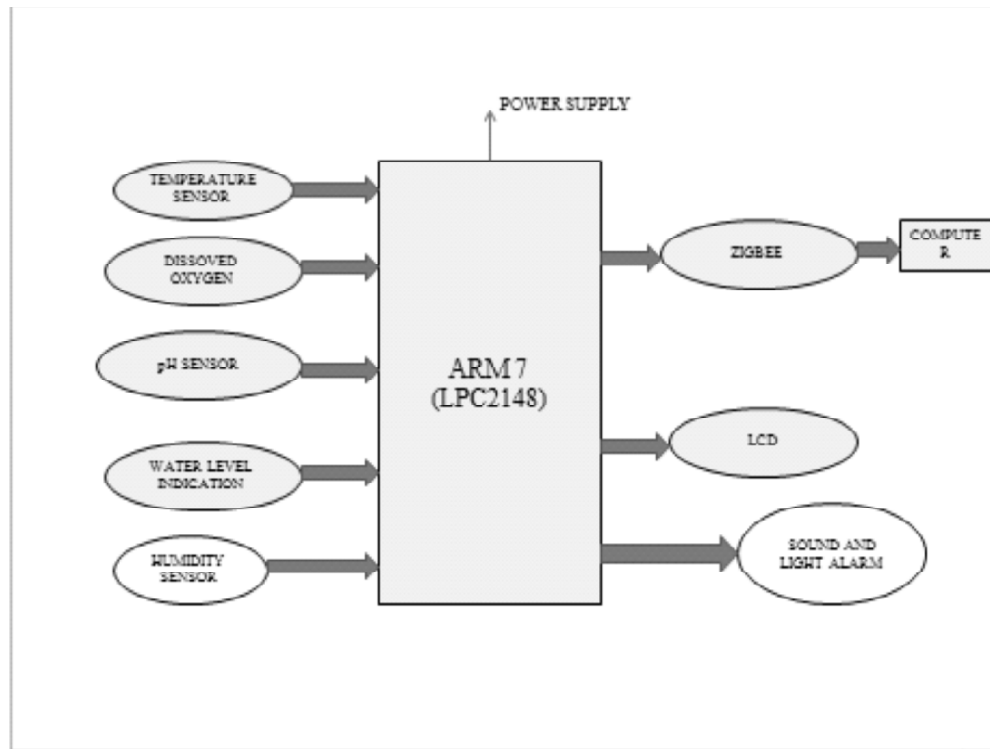 POWER SUPPLY
TEMPERATURE
SENSOR
DISSOVED
OXYGEN
pH SENSOR
WATER LEVEL
INDICATION
HUMIDITY
SENSOR
ARM 7
(LPC2148)
ZIGBEE
COMPUTE
R
LCD
SOUND AND
LIGHT ALARM